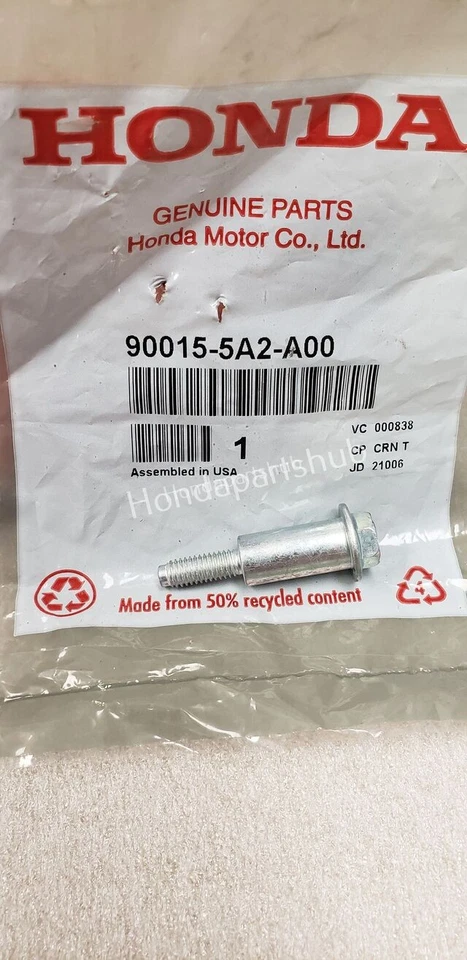 HONDA
GENUINE PARTS
Honda Motor Co., Ltd.
90015-5A2-A00
1
VC 000838
CP CRN T
Assembled in USA
JD 21006
Hondapartshub
Made from 50% recycled content
4